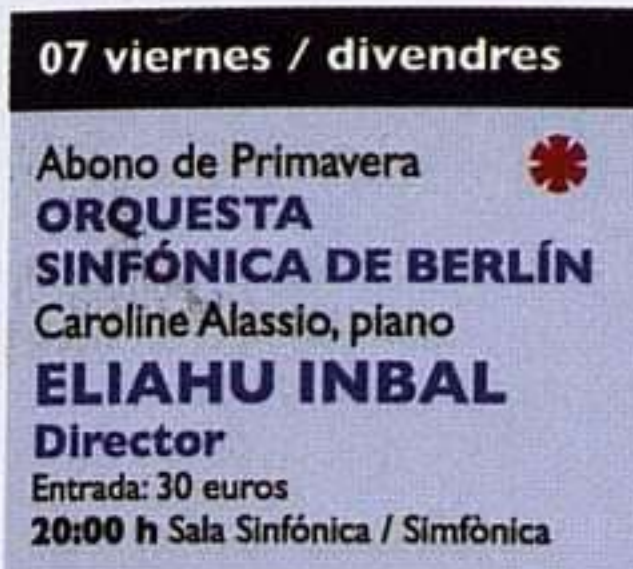 07 viernes / divendres
Abono de Primavera
ORQUESTA
SINFÓNICA DE BERLÍN
Caroline Alassio, piano
ELIAHU INBAL
Director
Entrada: 30 euros
20:00 h Sala Sinfónica / Simfònica